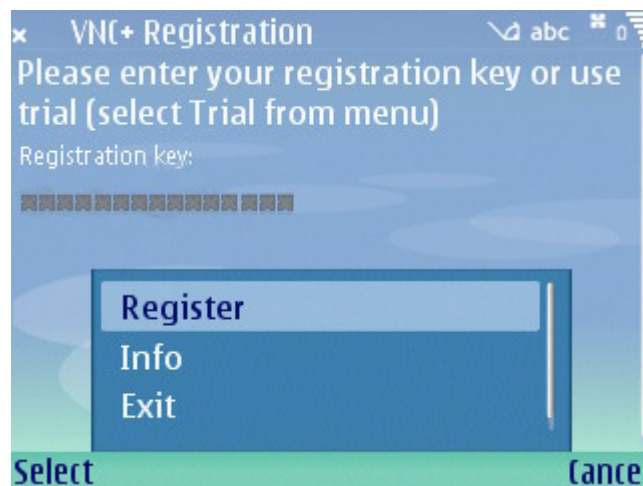 VNC+ Registration abc
Please enter your registration key or use
trial (select Trial from menu)
Registration key:
Register
Info
Exit
Select Cance